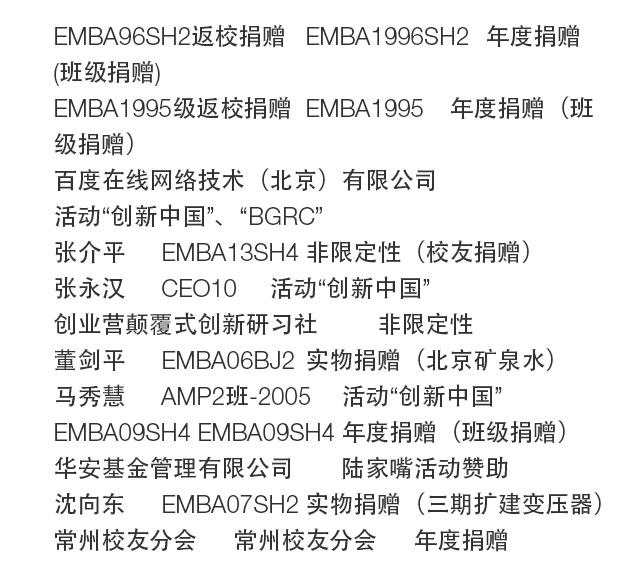 EMBA96SH2返校捐赠 EMBA1996SH2 年度捐赠
(班级捐赠)
EMBA1995级返校捐赠 EMBA1995 年度捐赠（班
级捐赠）
百度在线网络技术（北京）有限公司
活动“创新中国”、“BGRC”
张介平 EMBA13SH4 非限定性（校友捐赠）
张永汉 CEO10 活动“创新中国”
创业营颠覆式创新研习社 非限定性
董剑平 EMBA06BJ2 实物捐赠（北京矿泉水）
马秀慧 AMP2班-2005 活动“创新中国”
EMBA09SH4 EMBA09SH4 年度捐赠（班级捐赠）
华安基金管理有限公司 陆家嘴活动赞助
沈向东 EMBA07SH2 实物捐赠（三期扩建变压器）
常州校友分会 常州校友分会 年度捐赠